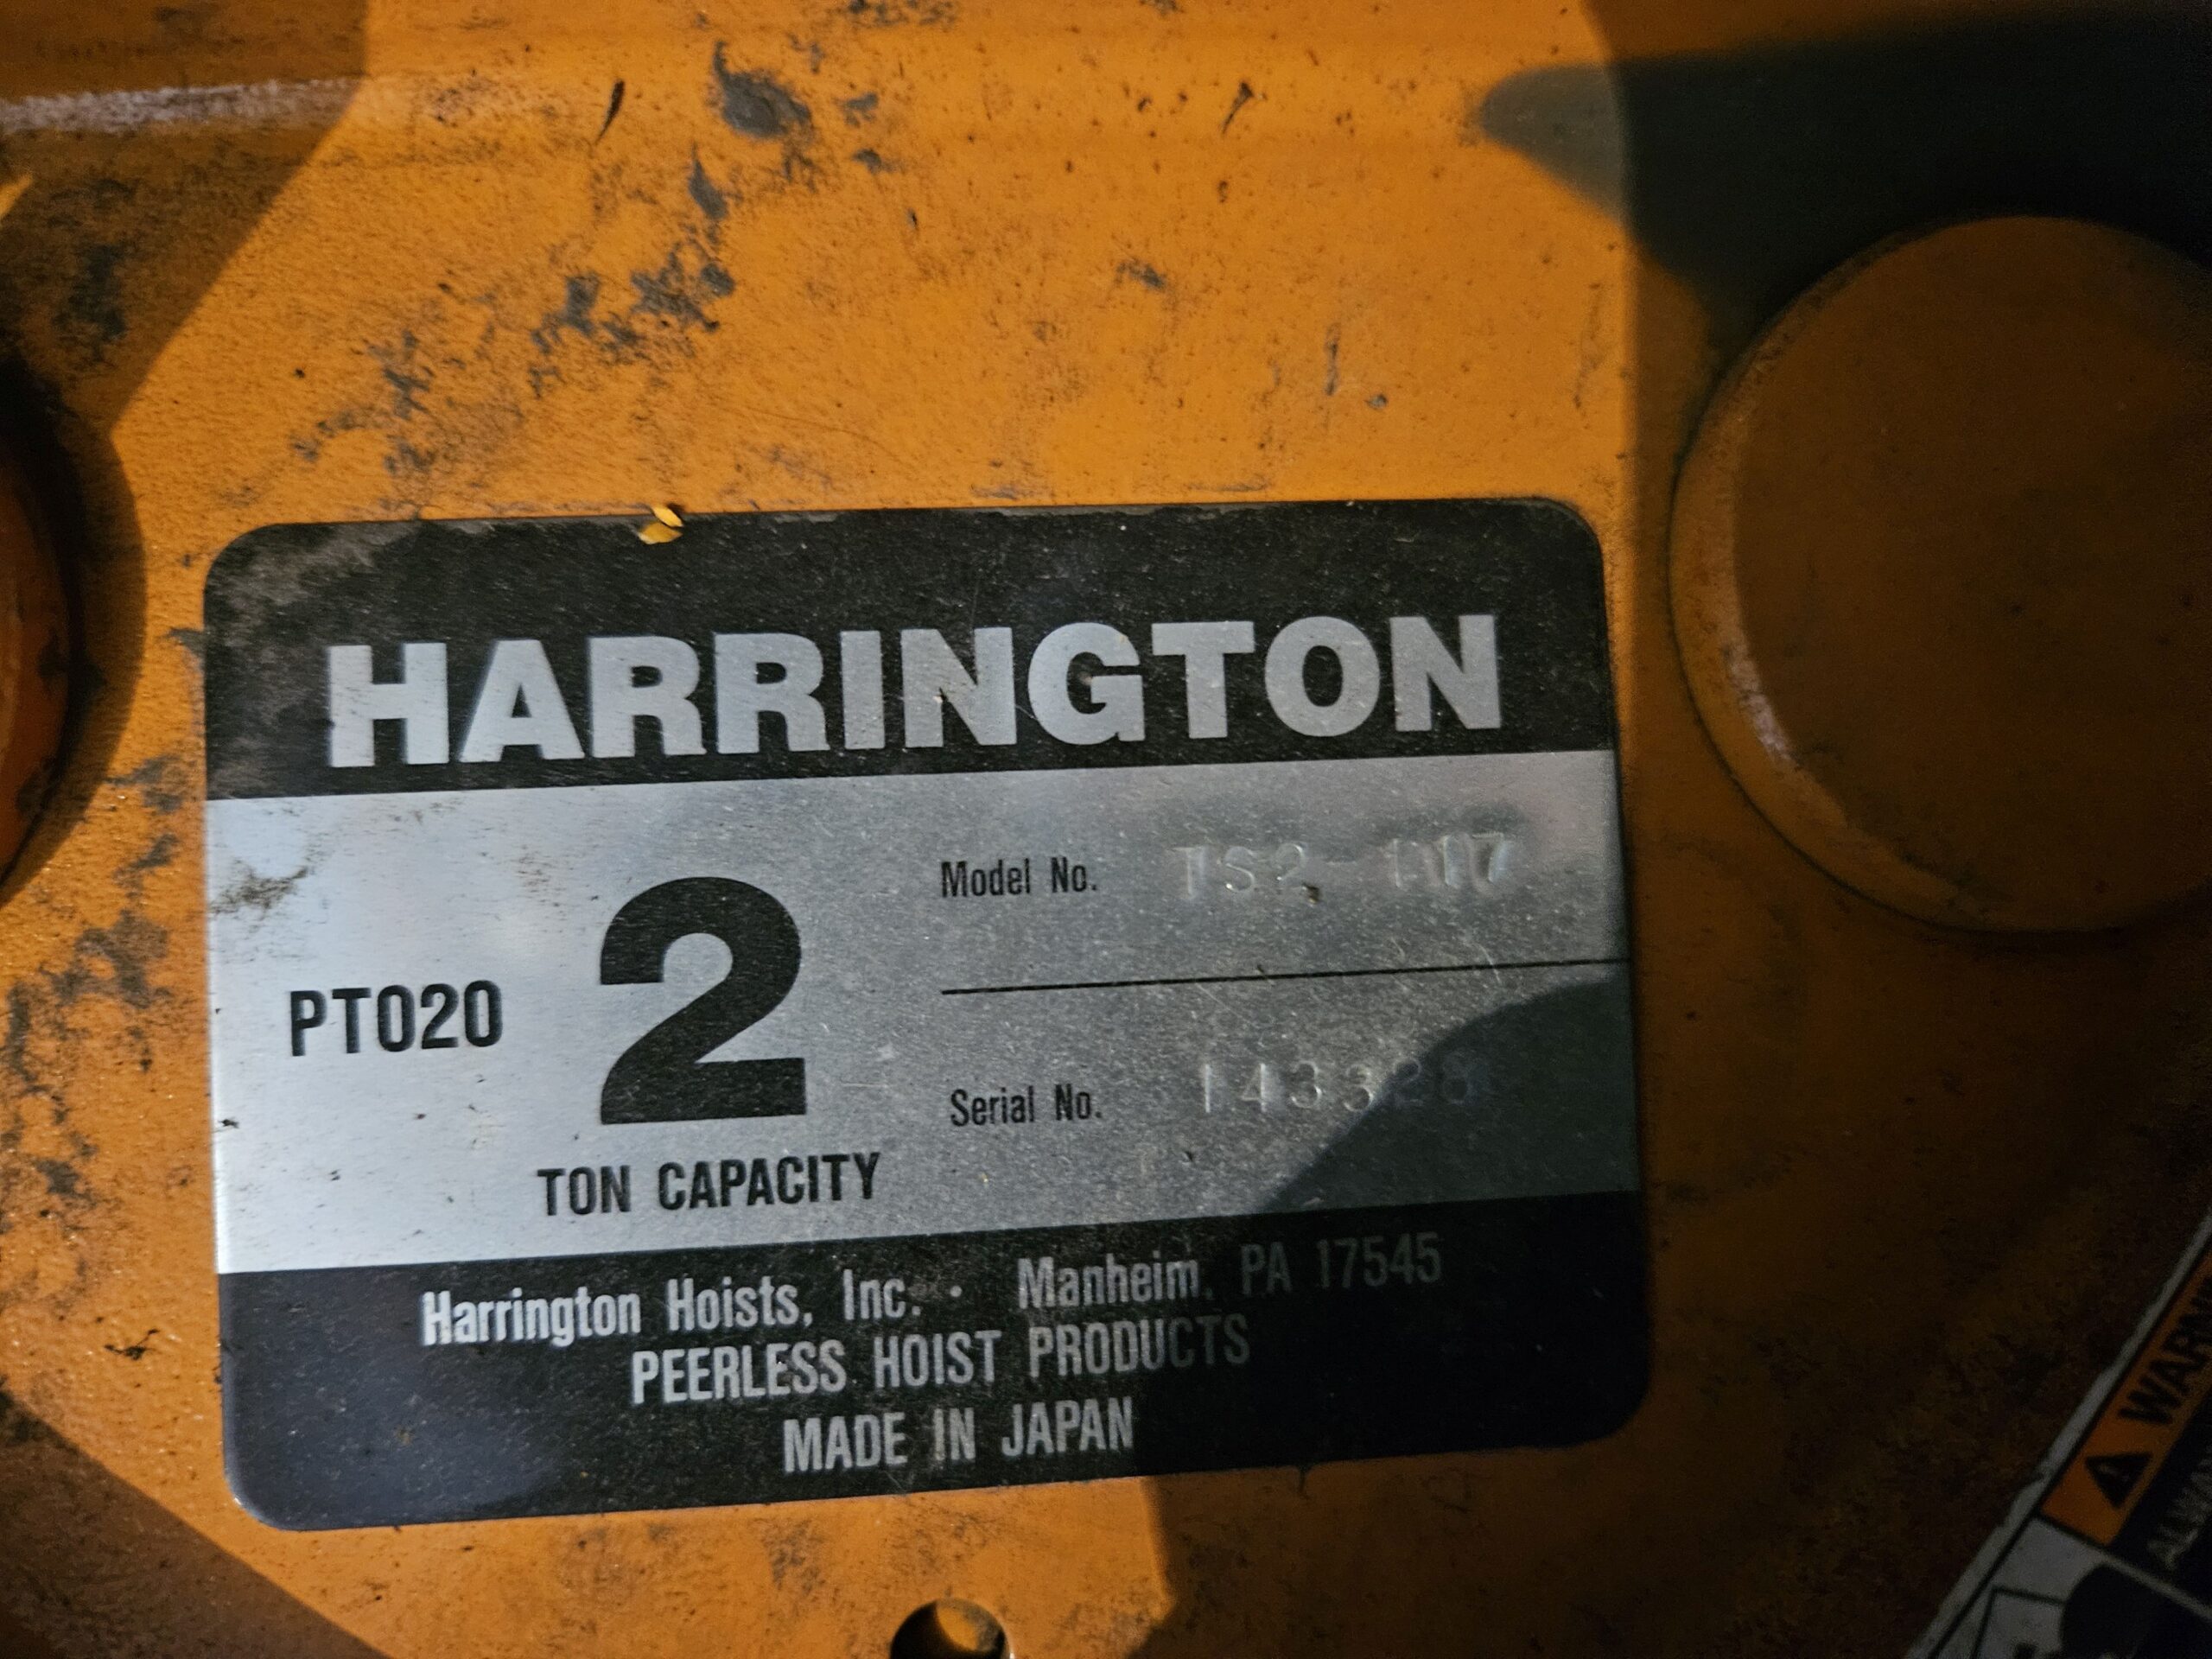 HARRINGTON
Model No.
PT020
2
TON CAPACITY
Serial No. 143328
Harrington Hoists, Inc. · Manheim, PA 17545
PEERLESS HOIST PRODUCTS
MADE IN JAPAN